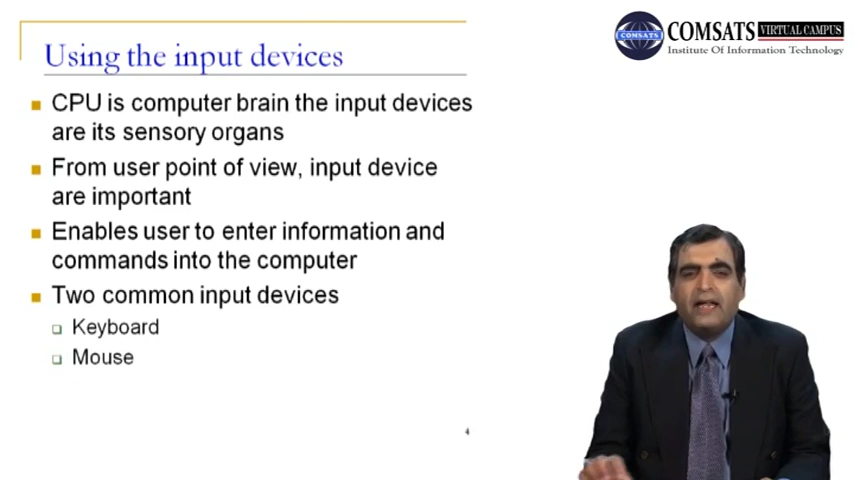 Using the input devices
CPU is computer brain the input devices
are its sensory organs
From user point of view, input device
are important
Enables user to enter information and
commands into the computer
Two common input devices
Keyboard
Mouse
4
COMSATS
COMSATS VIRTUAL CAMPUS
Institute Of Information Technology